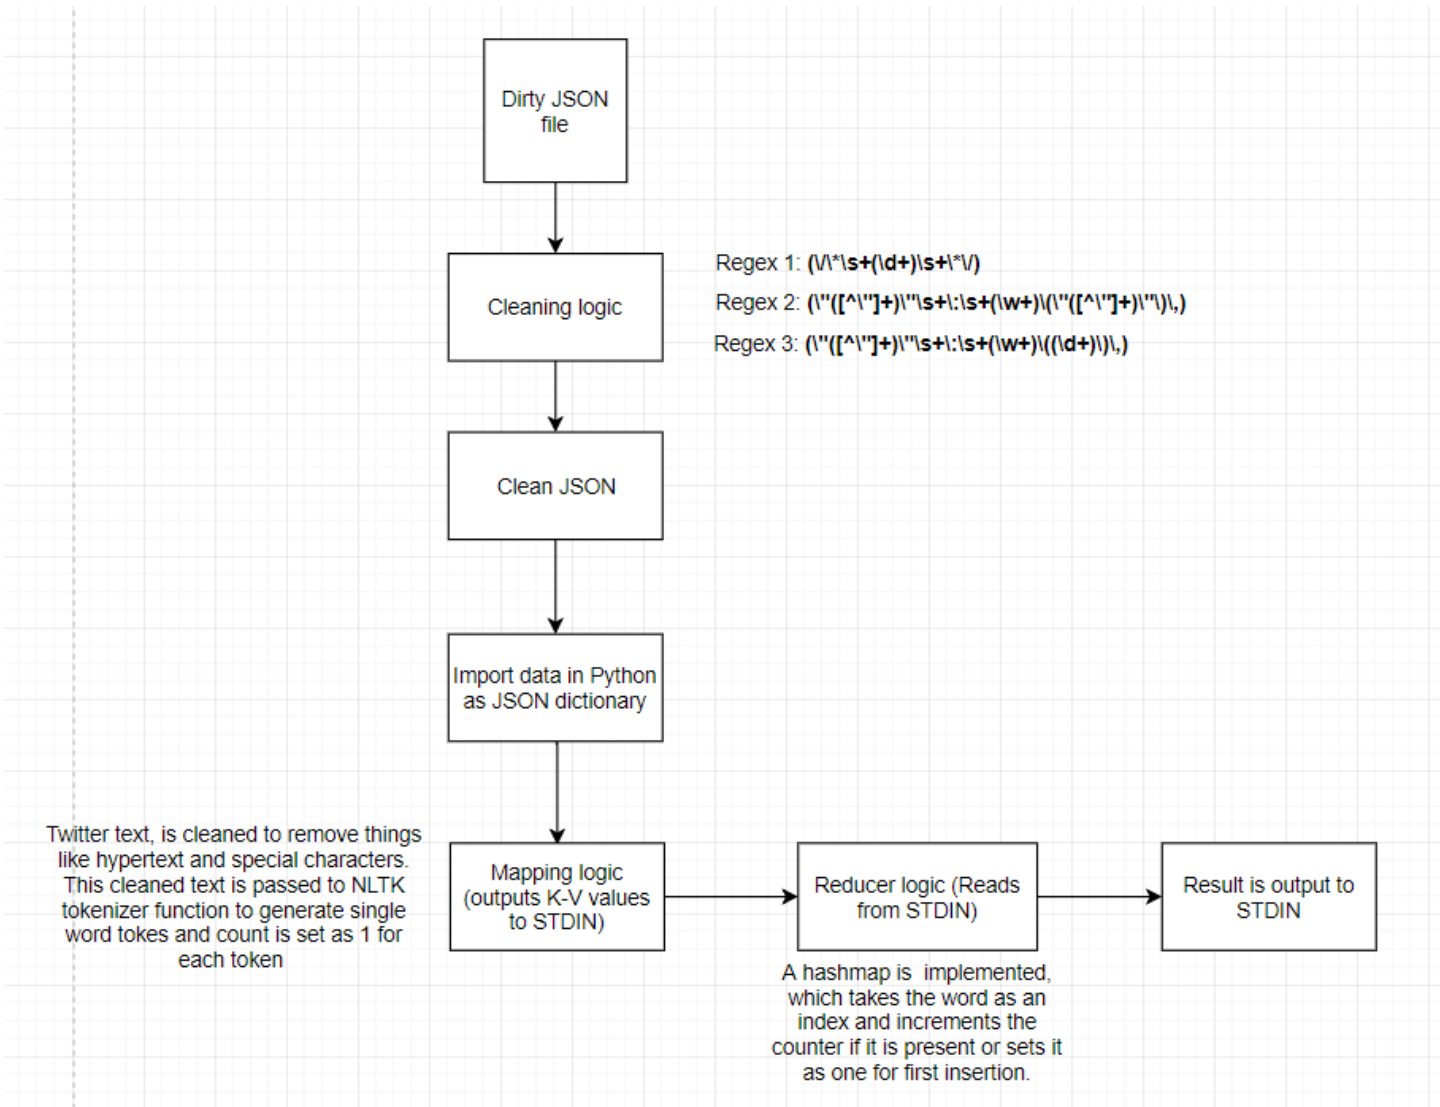 Dirty JSON
file
Cleaning logic
Regex 1: (\/\*\s+(\d+)\s+\*\/)
Regex 2: (\"([^\"]+)\"\s+\:\s+(\w+)\(\"([^\"]+)\"\)\,)
Regex 3: (\"([^\"]+)\"\s+\:\s+(\w+)\((\d+)\)\,)
Clean JSON
Import data in Python
as JSON dictionary
Twitter text, is cleaned to remove things
like hypertext and special characters.
This cleaned text is passed to NLTK
tokenizer function to generate single
word tokes and count is set as 1 for
each token
Mapping logic
(outputs K-V values
to STDIN)
Reducer logic (Reads
from STDIN)
Result is output to
STDIN
A hashmap is implemented,
which takes the word as an
index and increments the
counter if it is present or sets it
as one for first insertion.